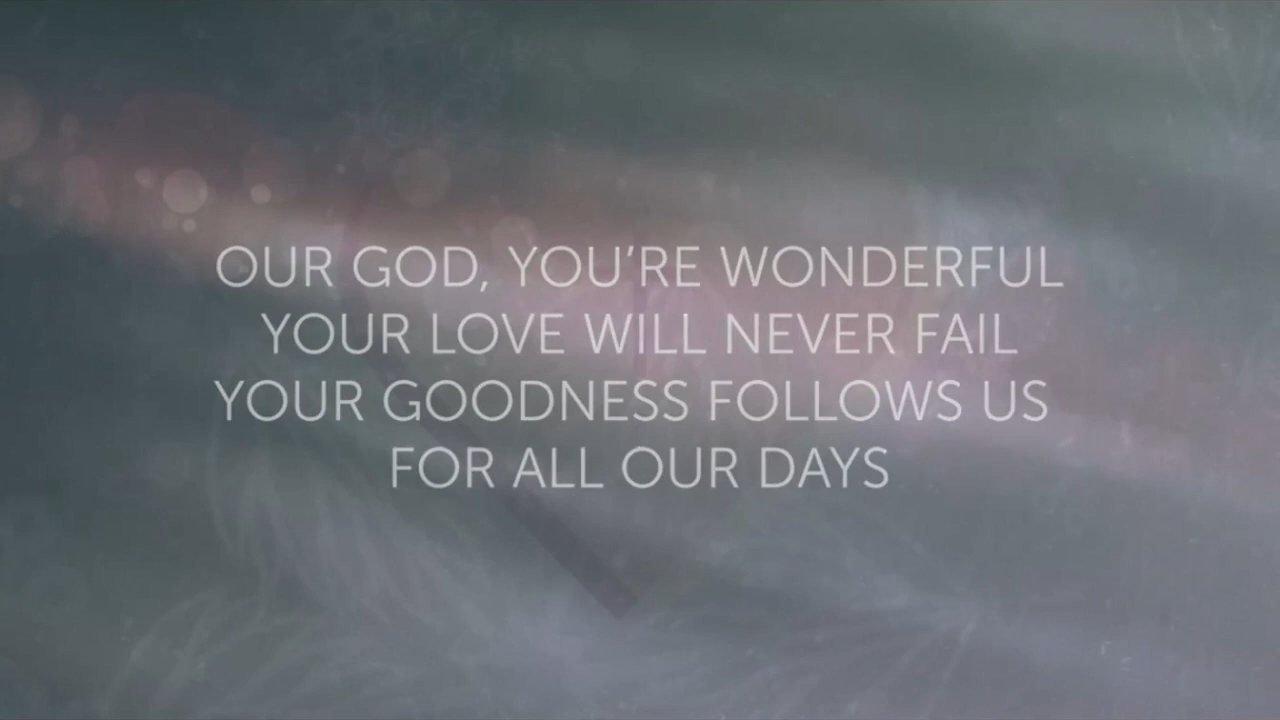 OUR GOD, YOU'RE WONDERFUL
YOUR LOVE WILL NEVER FAIL
YOUR GOODNESS FOLLOWS US
FOR ALL OUR DAYS